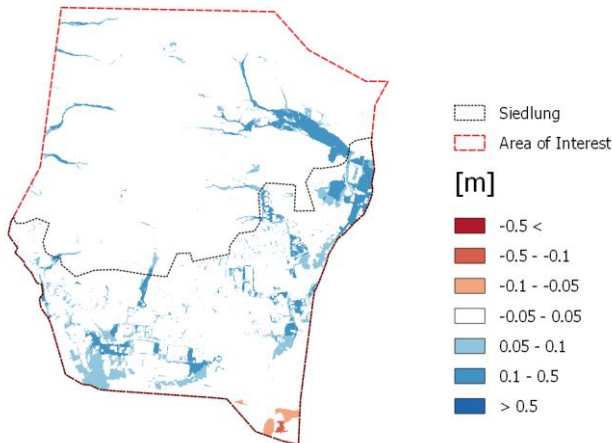 Siedlung
Area of Interest
[m]
-0.5 <
-0.5 - -0.1
-0.1 - -0.05
-0.05 - 0.05
0.05 - 0.1
0.1 - 0.5
> 0.5